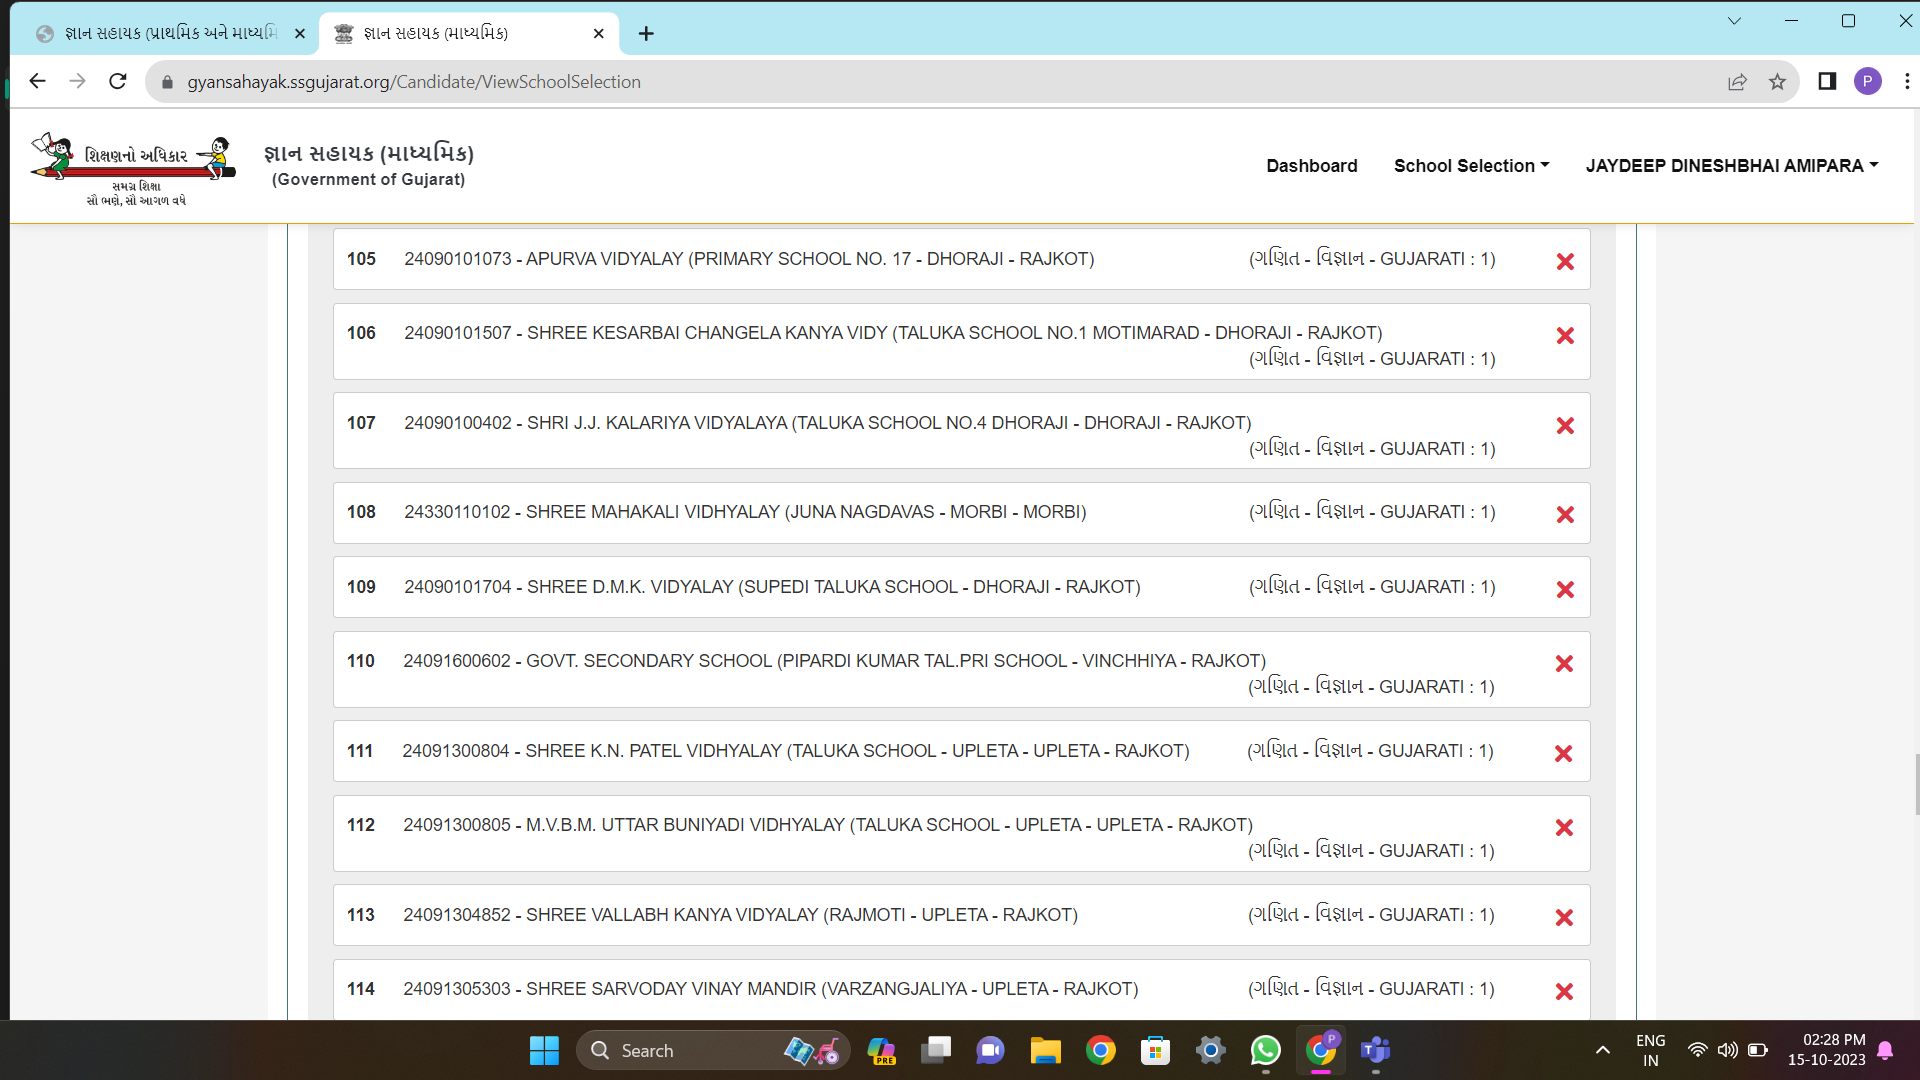 જ્ઞાન સહાયક (પ્રાથમિક અને માધ્યમિ
જ્ઞાન સહાયક (માધ્યમિક)
gyansahayak.ssgujarat.org/Candidate/ViewSchoolSelection
P
શિક્ષણનો અધિકાર
સમગ્ર શિક્ષા
સૌ ભણે, સૌ આગળ વધે
જ્ઞાન સહાયક (માધ્યમિક)
(Government of Gujarat)
Dashboard
School Selection
JAYDEEP DINESHBHAI AMIPARA
105 24090101073 - APURVA VIDYALAY (PRIMARY SCHOOL NO. 17 - DHORAJI - RAJKOT) (ગણિત - વિજ્ઞાન - GUJARATI : 1)
106 24090101507 - SHREE KESARBAI CHANGELA KANYA VIDY (TALUKA SCHOOL NO.1 MOTIMARAD - DHORAJI - RAJKOT)
(ગણિત - વિજ્ઞાન - GUJARATI : 1)
107 24090100402 - SHRI J.J. KALARIYA VIDYALAYA (TALUKA SCHOOL NO.4 DHORAJI - DHORAJI - RAJKOT)
(ગણિત - વિજ્ઞાન - GUJARATI : 1)
108 24330110102 - SHREE MAHAKALI VIDHYALAY (JUNA NAGDAVAS - MORBI - MORBI) (ગણિત - વિજ્ઞાન - GUJARATI : 1)
109 24090101704 - SHREE D.M.K. VIDYALAY (SUPEDI TALUKA SCHOOL - DHORAJI - RAJKOT) (ગણિત - વિજ્ઞાન - GUJARATI : 1)
110 24091600602 - GOVT. SECONDARY SCHOOL (PIPARDI KUMAR TAL.PRI SCHOOL - VINCHHIYA - RAJKOT)
(ગણિત - વિજ્ઞાન - GUJARATI : 1)
111 24091300804 - SHREE K.N. PATEL VIDHYALAY (TALUKA SCHOOL - UPLETA - UPLETA - RAJKOT) (ગણિત - વિજ્ઞાન - GUJARATI : 1)
112 24091300805 - M.V.B.M. UTTAR BUNIYADI VIDHYALAY (TALUKA SCHOOL - UPLETA - UPLETA - RAJKOT)
(ગણિત - વિજ્ઞાન - GUJARATI : 1)
113 24091304852 - SHREE VALLABH KANYA VIDYALAY (RAJMOTI - UPLETA - RAJKOT) (ગણિત - વિજ્ઞાન - GUJARATI : 1)
114 24091305303 - SHREE SARVODAY VINAY MANDIR (VARZANGJALIYA - UPLETA - RAJKOT) (ગણિત - વિજ્ઞાન - GUJARATI : 1)
Search
PRE
P
ENG
IN
02:28 PM
15-10-2023